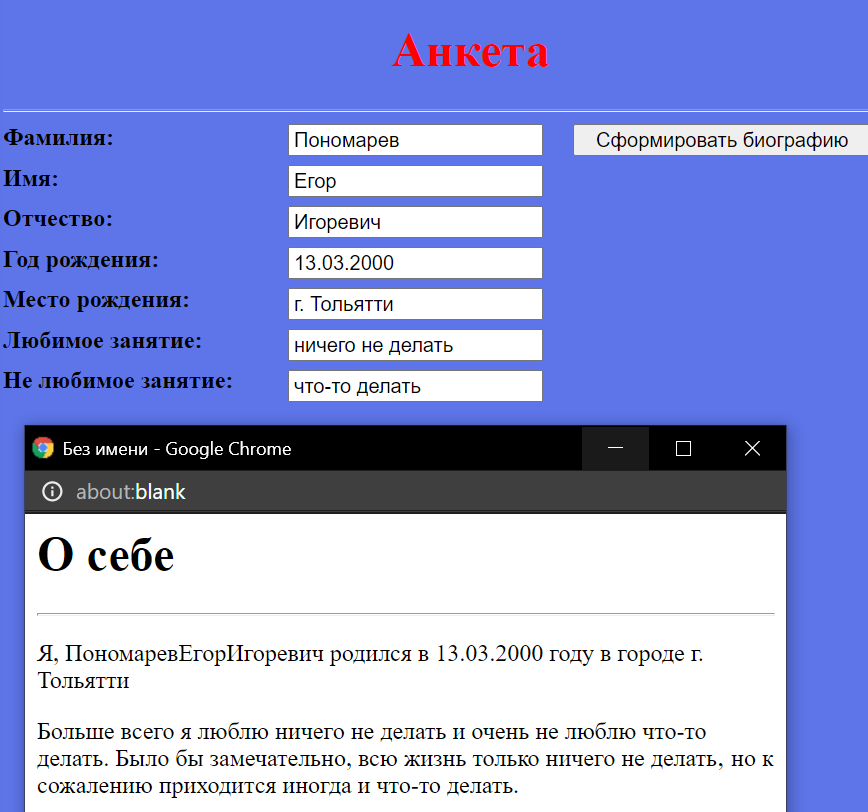 Анкета
Фамилия: Пономарев Сформировать биографию
Имя: Егор
Отчество: Игоревич
Год рождения: 13.03.2000
Место рождения: г. Тольятти
Любимое занятие: ничего не делать
Не любимое занятие: что-то делать
Без имени - Google Chrome
about:blank
О себе
Я, ПономаревЕгорИгоревич родился в 13.03.2000 году в городе г.
Тольятти
Больше всего я люблю ничего не делать и очень не люблю что-то
делать. Было бы замечательно, всю жизнь только ничего не делать, но к
сожалению приходится иногда и что-то делать.